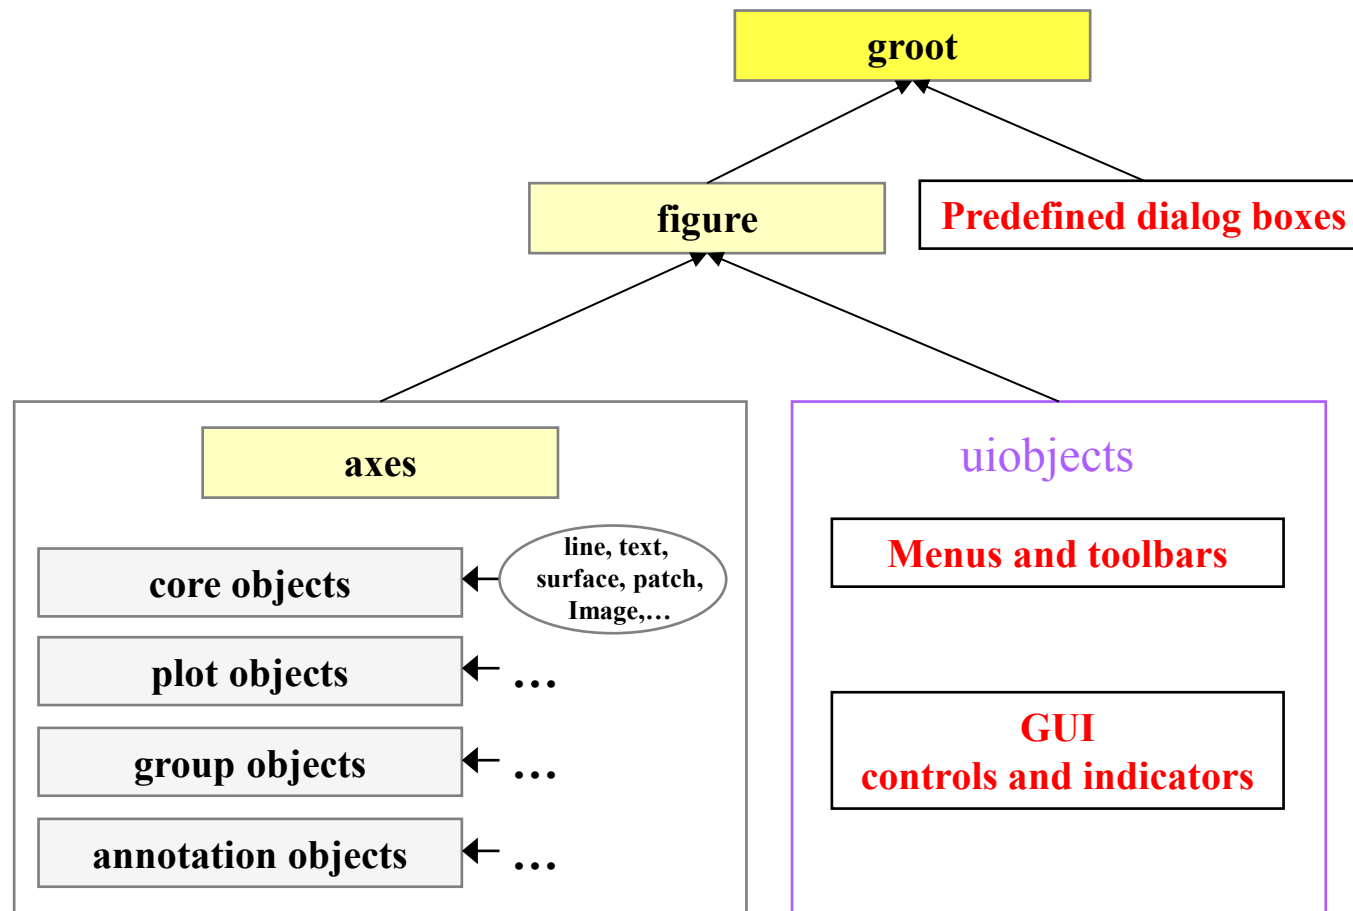 groot
figure
Predefined dialog boxes
axes
core objects
line, text,
surface, patch,
Image,…
plot objects
…
group objects
…
annotation objects
…
uiobjects
Menus and toolbars
GUI
controls and indicators